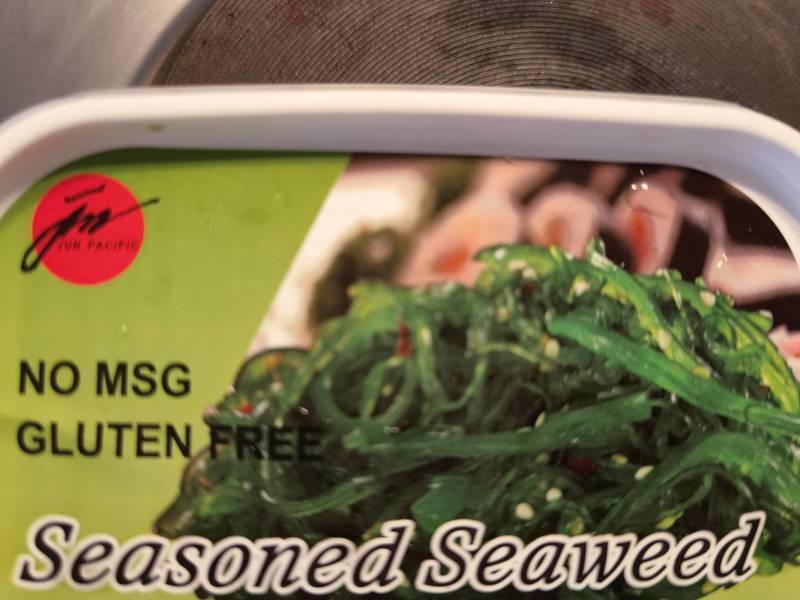 JUN PACIFIC
NO MSG
GLUTEN FREE
Seasoned Seaweed